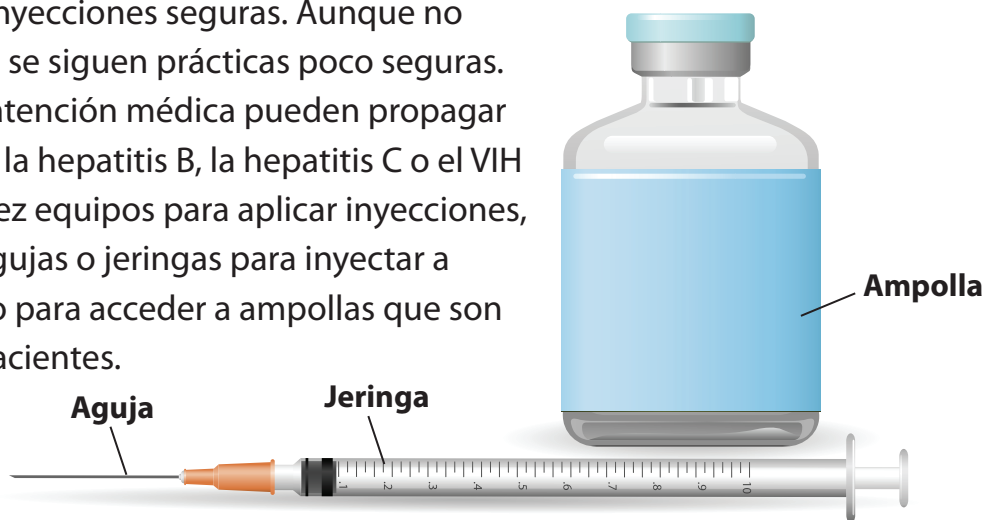 nyecciones seguras. Aunque no
se siguen prácticas poco seguras.
atención médica pueden propagar
la hepatitis B, la hepatitis C o el VIH
ez equipos para aplicar inyecciones,
gujas o jeringas para inyectar a
o para acceder a ampollas que son
acientes.
Ampolla
Aguja
Jeringa
.1 .2 .3 .4 .5 .6 .7 .8 .9 10